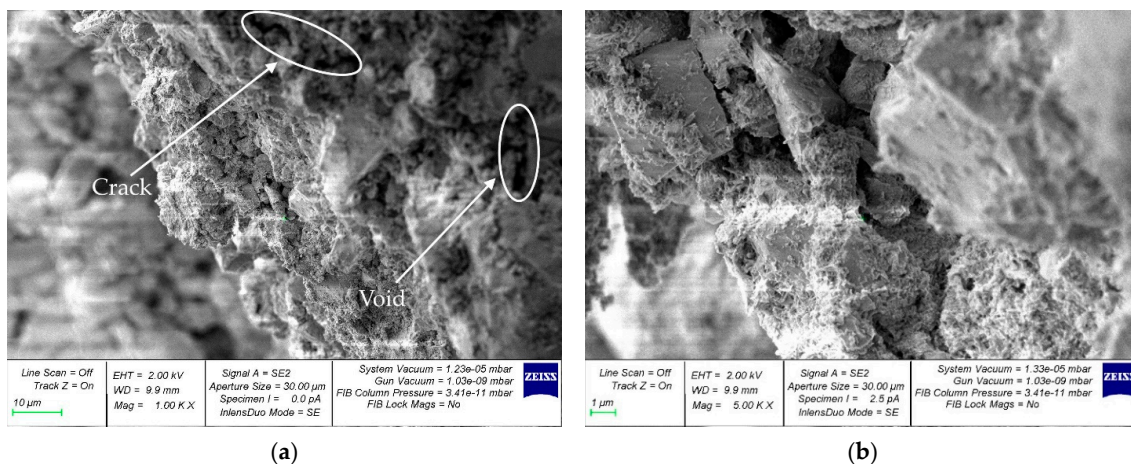 Crack
Void
Line Scan = Off
Track Z = On
10 µm
EHT = 2.00 kV
WD = 9.9 mm
Mag = 1.00 K X
Signal A = SE2
Aperture Size = 30.00 µm
Specimen I = 0.0 pA
InlensDuo Mode = SE
System Vacuum = 1.23e-05 mbar
Gun Vacuum = 1.03e-09 mbar
FIB Column Pressure = 3.41e-11 mbar
FIB Lock Mags = No
ZEISS
Line Scan = Off
Track Z = On
1 µm
EHT = 2.00 kV
WD = 9.9 mm
Mag = 5.00 K X
Signal A = SE2
Aperture Size = 30.00 µm
Specimen I = 2.5 pA
InlensDuo Mode = SE
System Vacuum = 1.33e-05 mbar
Gun Vacuum = 1.03e-09 mbar
FIB Column Pressure = 3.41e-11 mbar
FIB Lock Mags = No
ZEISS
(a)
(b)